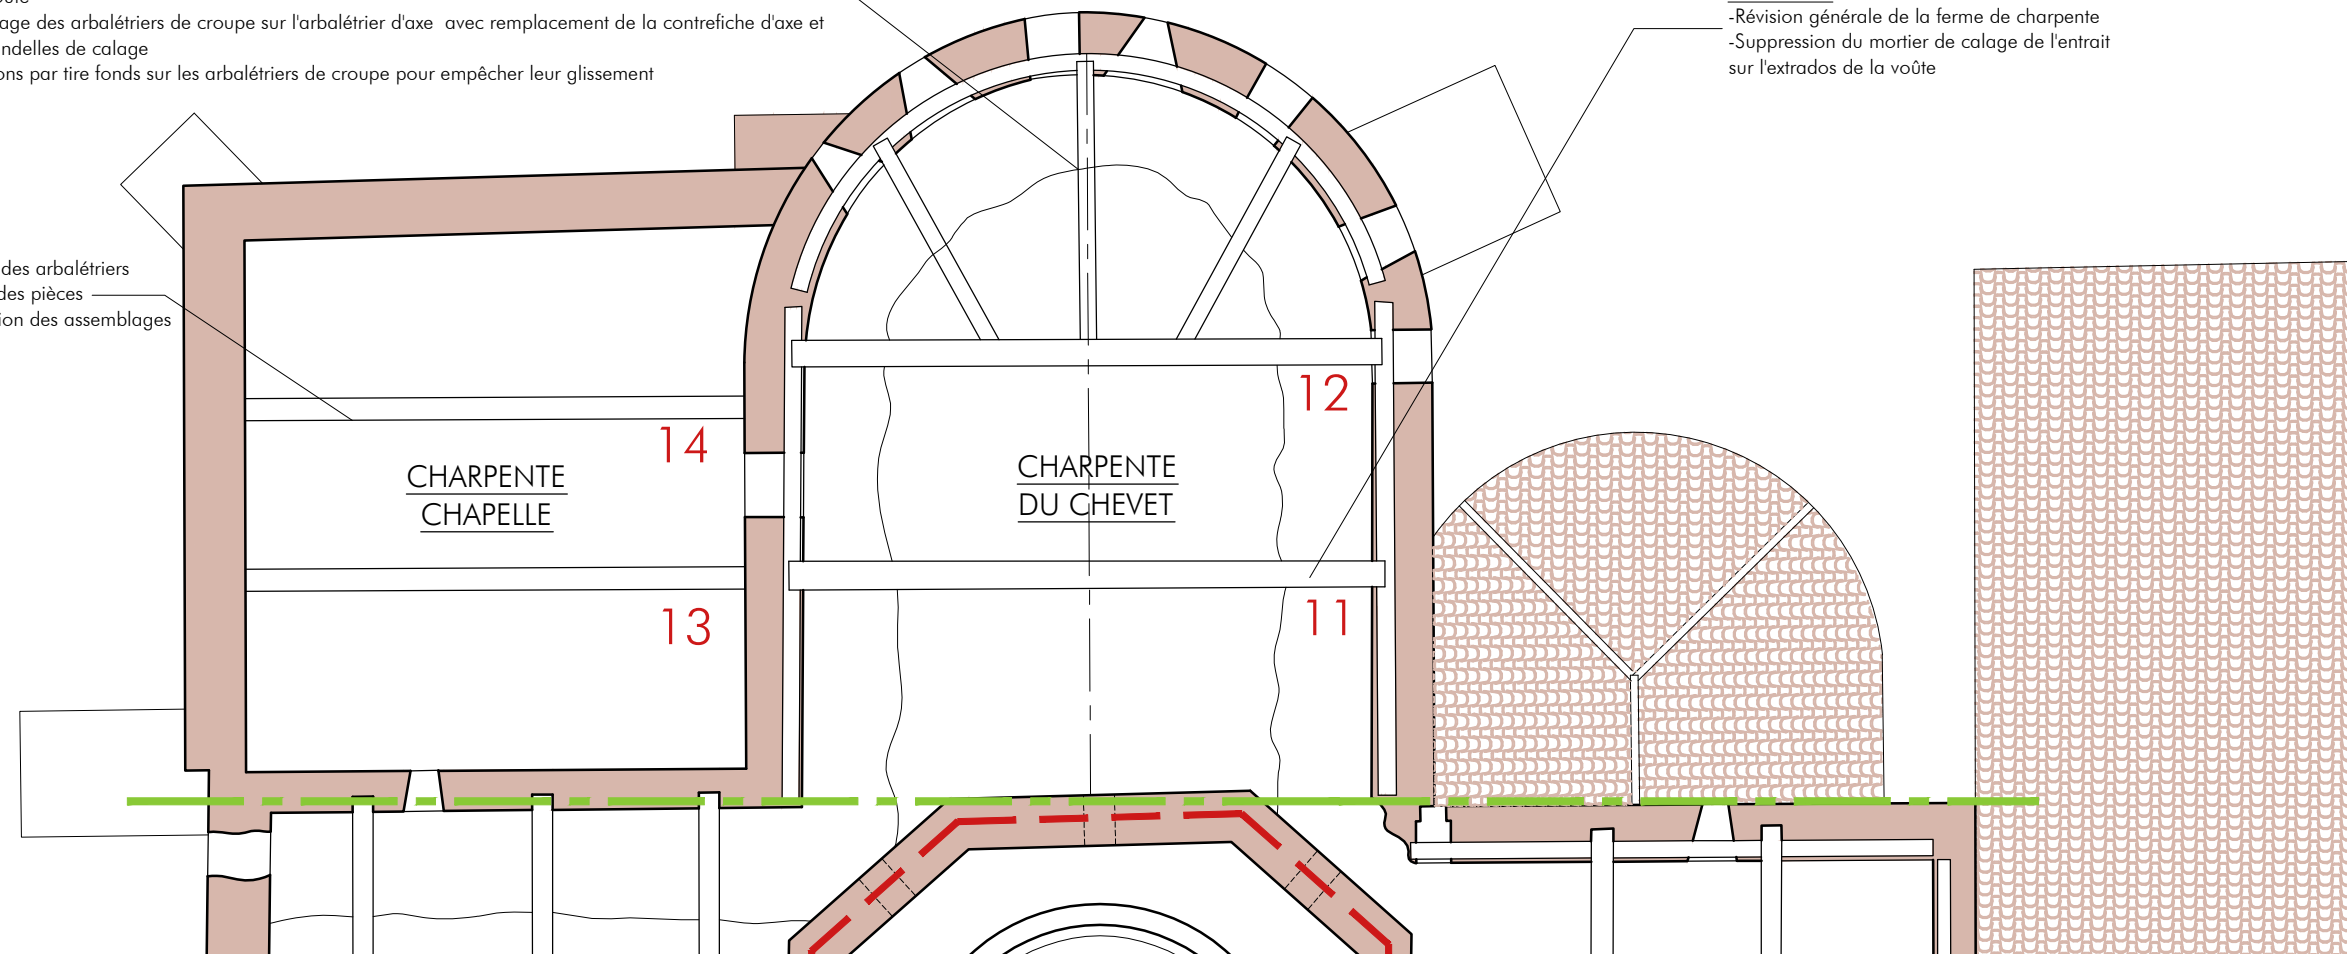 age des arbalétriers de croupe sur l'arbalétrier d'axe avec remplacement de la contrefiche d'axe et
ndelles de calage
ons par tire fonds sur les arbalétriers de croupe pour empêcher leur glissement
-Révision générale de la ferme de charpente
-Suppression du mortier de calage de l'entrait
sur l'extrados de la voûte
des arbalétriers
des pièces
ion des assemblages
12
14
CHARPENTE
CHAPELLE
CHARPENTE
DU CHEVET
13
11